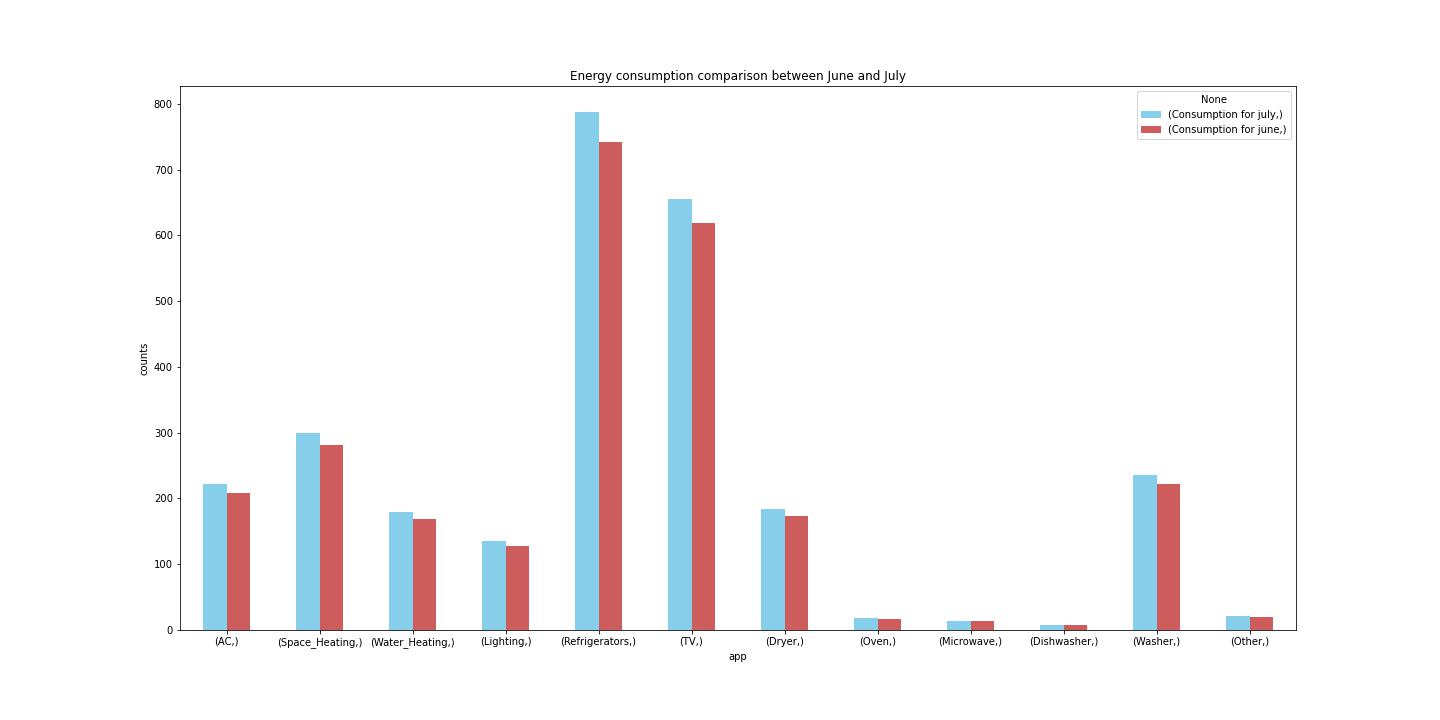 Energy consumption comparison between June and July
None
(Consumption for july,)
(Consumption for june,)
800
700
600
500
400
300
200
100
0
counts
(AC,) (Space_Heating,) (Water_Heating,) (Lighting,) (Refrigerators,) (TV,) (Dryer,) (Oven,) (Microwave,) (Dishwasher,) (Washer,) (Other,)
app